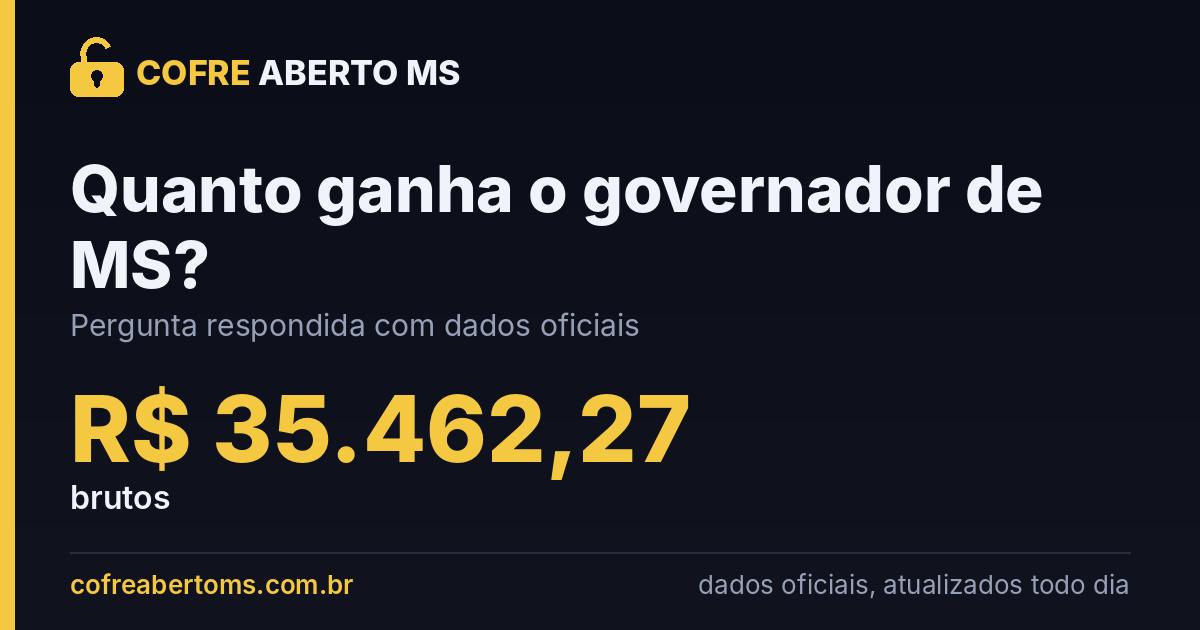 COFRE ABERTO MS
Quanto ganha o governador de
MS?
Pergunta respondida com dados oficiais
R$ 35.462,27
brutos
cofreabertoms.com.br
dados oficiais, atualizados todo dia